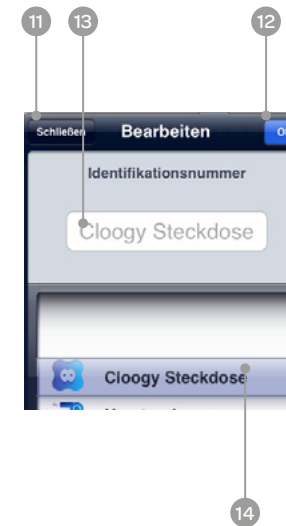 11 13 12
Schließen Bearbeiten
Identifikationsnummer
Cloogy Steckdose
Cloogy Steckdose
14